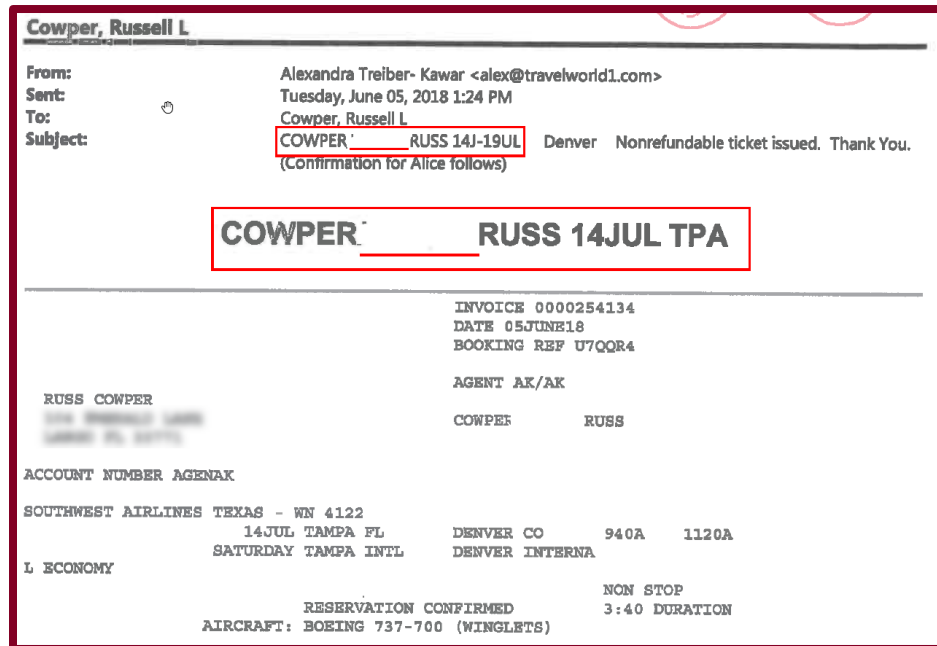 Cowper, Russell L
From: Alexandra Treiber- Kawar <alex@travelworld1.com>
Sent: Tuesday, June 05, 2018 1:24 PM
To: Cowper, Russell L
Subject: COWPER RUSS 14J-19UL Denver Nonrefundable ticket issued. Thank You.
(Confirmation for Alice follows)
COWPER RUSS 14JUL TPA
INVOICE 0000254134
DATE 05JUNE18
BOOKING REF U7QQR4
AGENT AK/AK
RUSS COWPER
COWPER RUSS
ACCOUNT NUMBER AGENAK
SOUTHWEST AIRLINES TEXAS - WN 4122
14JUL TAMPA FL DENVER CO 940A 1120A
SATURDAY TAMPA INTL DENVER INTERNA
L ECONOMY
NON STOP
RESERVATION CONFIRMED 3:40 DURATION
AIRCRAFT: BOEING 737-700 (WINGLETS)